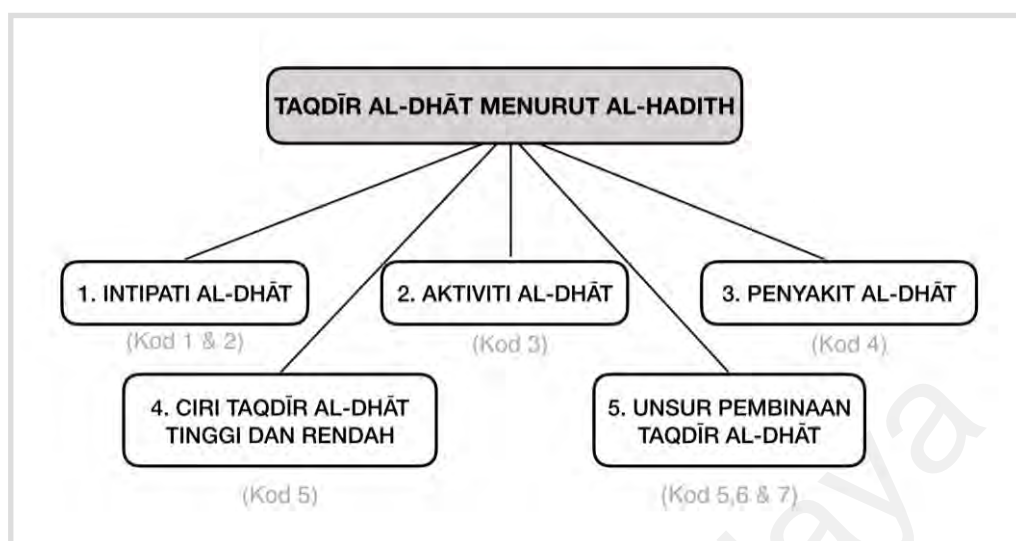 TAQDĪR AL-DHĀT MENURUT AL-HADITH
1. INTIPATI AL-DHĀT
(Kod 1 & 2)
2. AKTIVITI AL-DHĀT
(Kod 3)
3. PENYAKIT AL-DHĀT
(Kod 4)
4. CIRI TAQDĪR AL-DHĀT
TINGGI DAN RENDAH
(Kod 5)
5. UNSUR PEMBINAAN
TAQDĪR AL-DHĀT
(Kod 5,6 & 7)